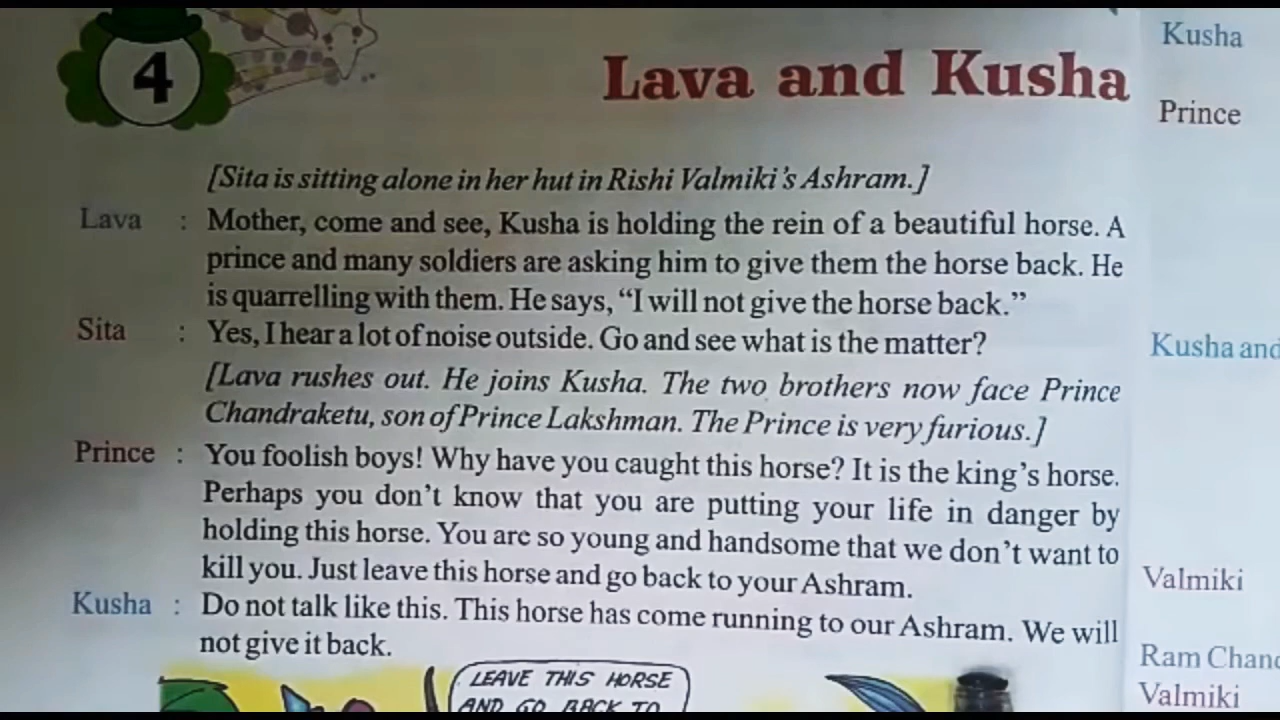 4
Lava and Kusha
[Sita is sitting alone in her hut in Rishi Valmiki's Ashram.]
Lava : Mother, come and see, Kusha is holding the rein of a beautiful horse. A
prince and many soldiers are asking him to give them the horse back. He
is quarrelling with them. He says, “I will not give the horse back.”
Sita : Yes, I hear a lot of noise outside. Go and see what is the matter?
[Lava rushes out. He joins Kusha. The two brothers now face Prince
Chandraketu, son of Prince Lakshman. The Prince is very furious.]
Prince : You foolish boys! Why have you caught this horse? It is the king's horse.
Perhaps you don't know that you are putting your life in danger by
holding this horse. You are so young and handsome that we don't want to
kill you. Just leave this horse and go back to your Ashram.
Kusha : Do not talk like this. This horse has come running to our Ashram. We will
not give it back.
LEAVE THIS HORSE
AND GO BACK TO
Kusha
Prince
Kusha and
Valmiki
Ram
Valmiki